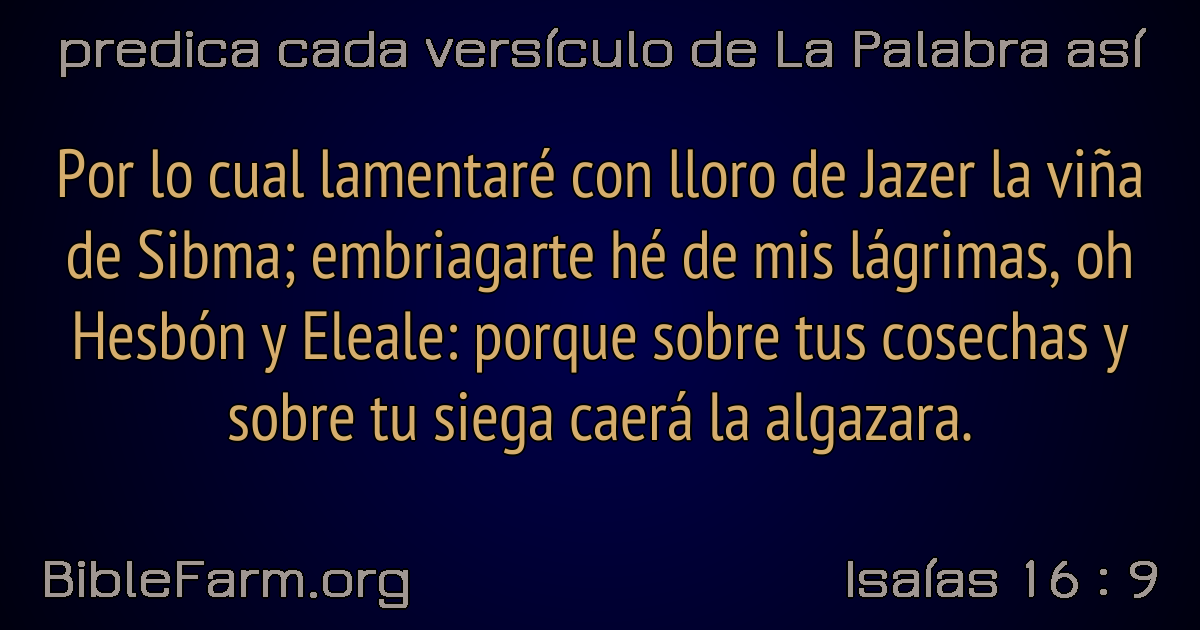 predica cada versículo de La Palabra así
Por lo cual lamentaré con lloro de Jazer la viña
de Sibma; embriagarte hé de mis lágrimas, oh
Hesbón y Eleale: porque sobre tus cosechas y
sobre tu siega caerá la algazara.
BibleFarm.org
Isaías 16 : 9